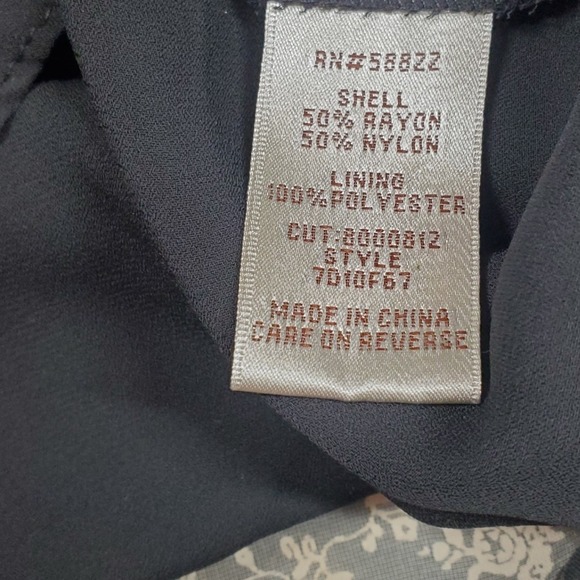 RN#58822
SHELL
50% RAYON
50% NYLON
LINING
100% POLYESTER
CUT:8000812
STYLE
7D10F67
MADE IN CHINA
CARE ON REVERSE